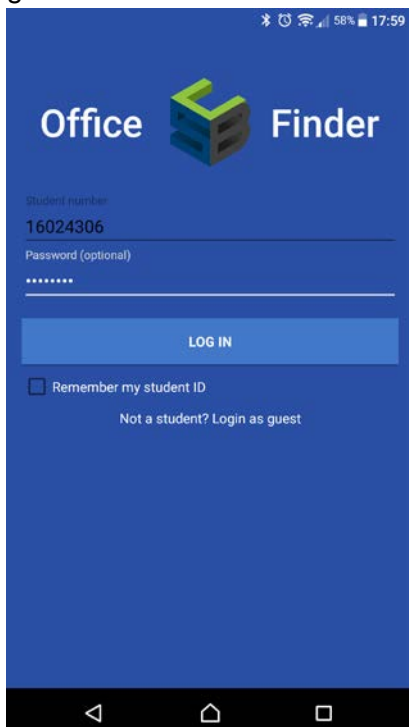 g
58% 17:59
Office Finder
Student number
16024306
Password (optional)
••••••••
LOG IN
Remember my student ID
Not a student? Login as guest